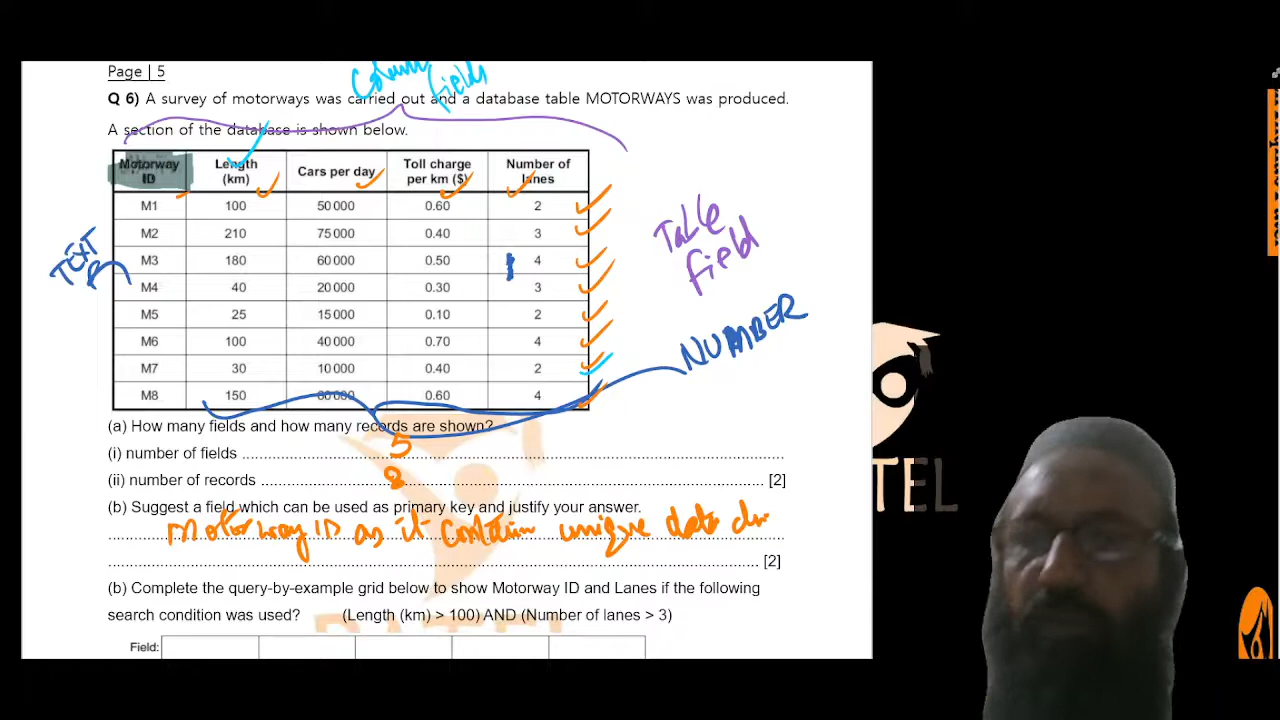 Page | 5
Column
fields
Q 6) A survey of motorways was carried out and a database table MOTORWAYS was produced.
A section of the database is shown below.
Motorway ID Length (km) Cars per day Toll charge per km ($) Number of lanes
M1 100 50 000 0.60 2
M2 210 75 000 0.40 3
M3 180 60 000 0.50 4
M4 40 20 000 0.30 3
M5 25 15 000 0.10 2
M6 100 40 000 0.70 4
M7 30 10 000 0.40 2
M8 150 0.60 4
TEXT
Table
field
NUMBER
(a) How many fields and how many records are shown?
(i) number of fields 5
(ii) number of records 8 [2]
(b) Suggest a field which can be used as primary key and justify your answer.
Motorway ID as it contain unique data
[2]
(b) Complete the query-by-example grid below to show Motorway ID and Lanes if the following
search condition was used? (Length (km) > 100) AND (Number of lanes > 3)
Field:
TEL